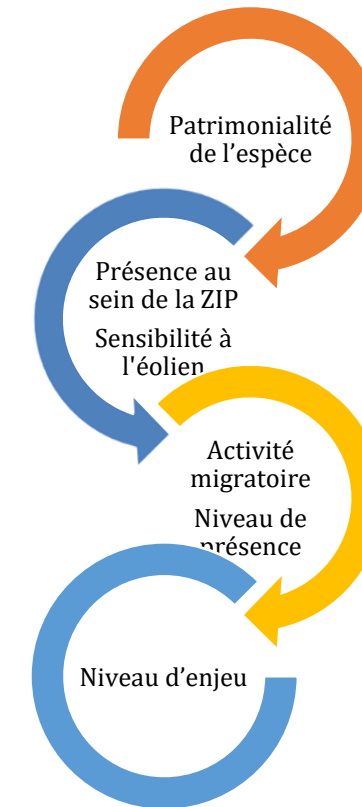 Patrimonialité
de l’espèce
Présence au
sein de la ZIP
Sensibilité à
l'éolien
Activité
migratoire
Niveau de
présence
Niveau d’enjeu